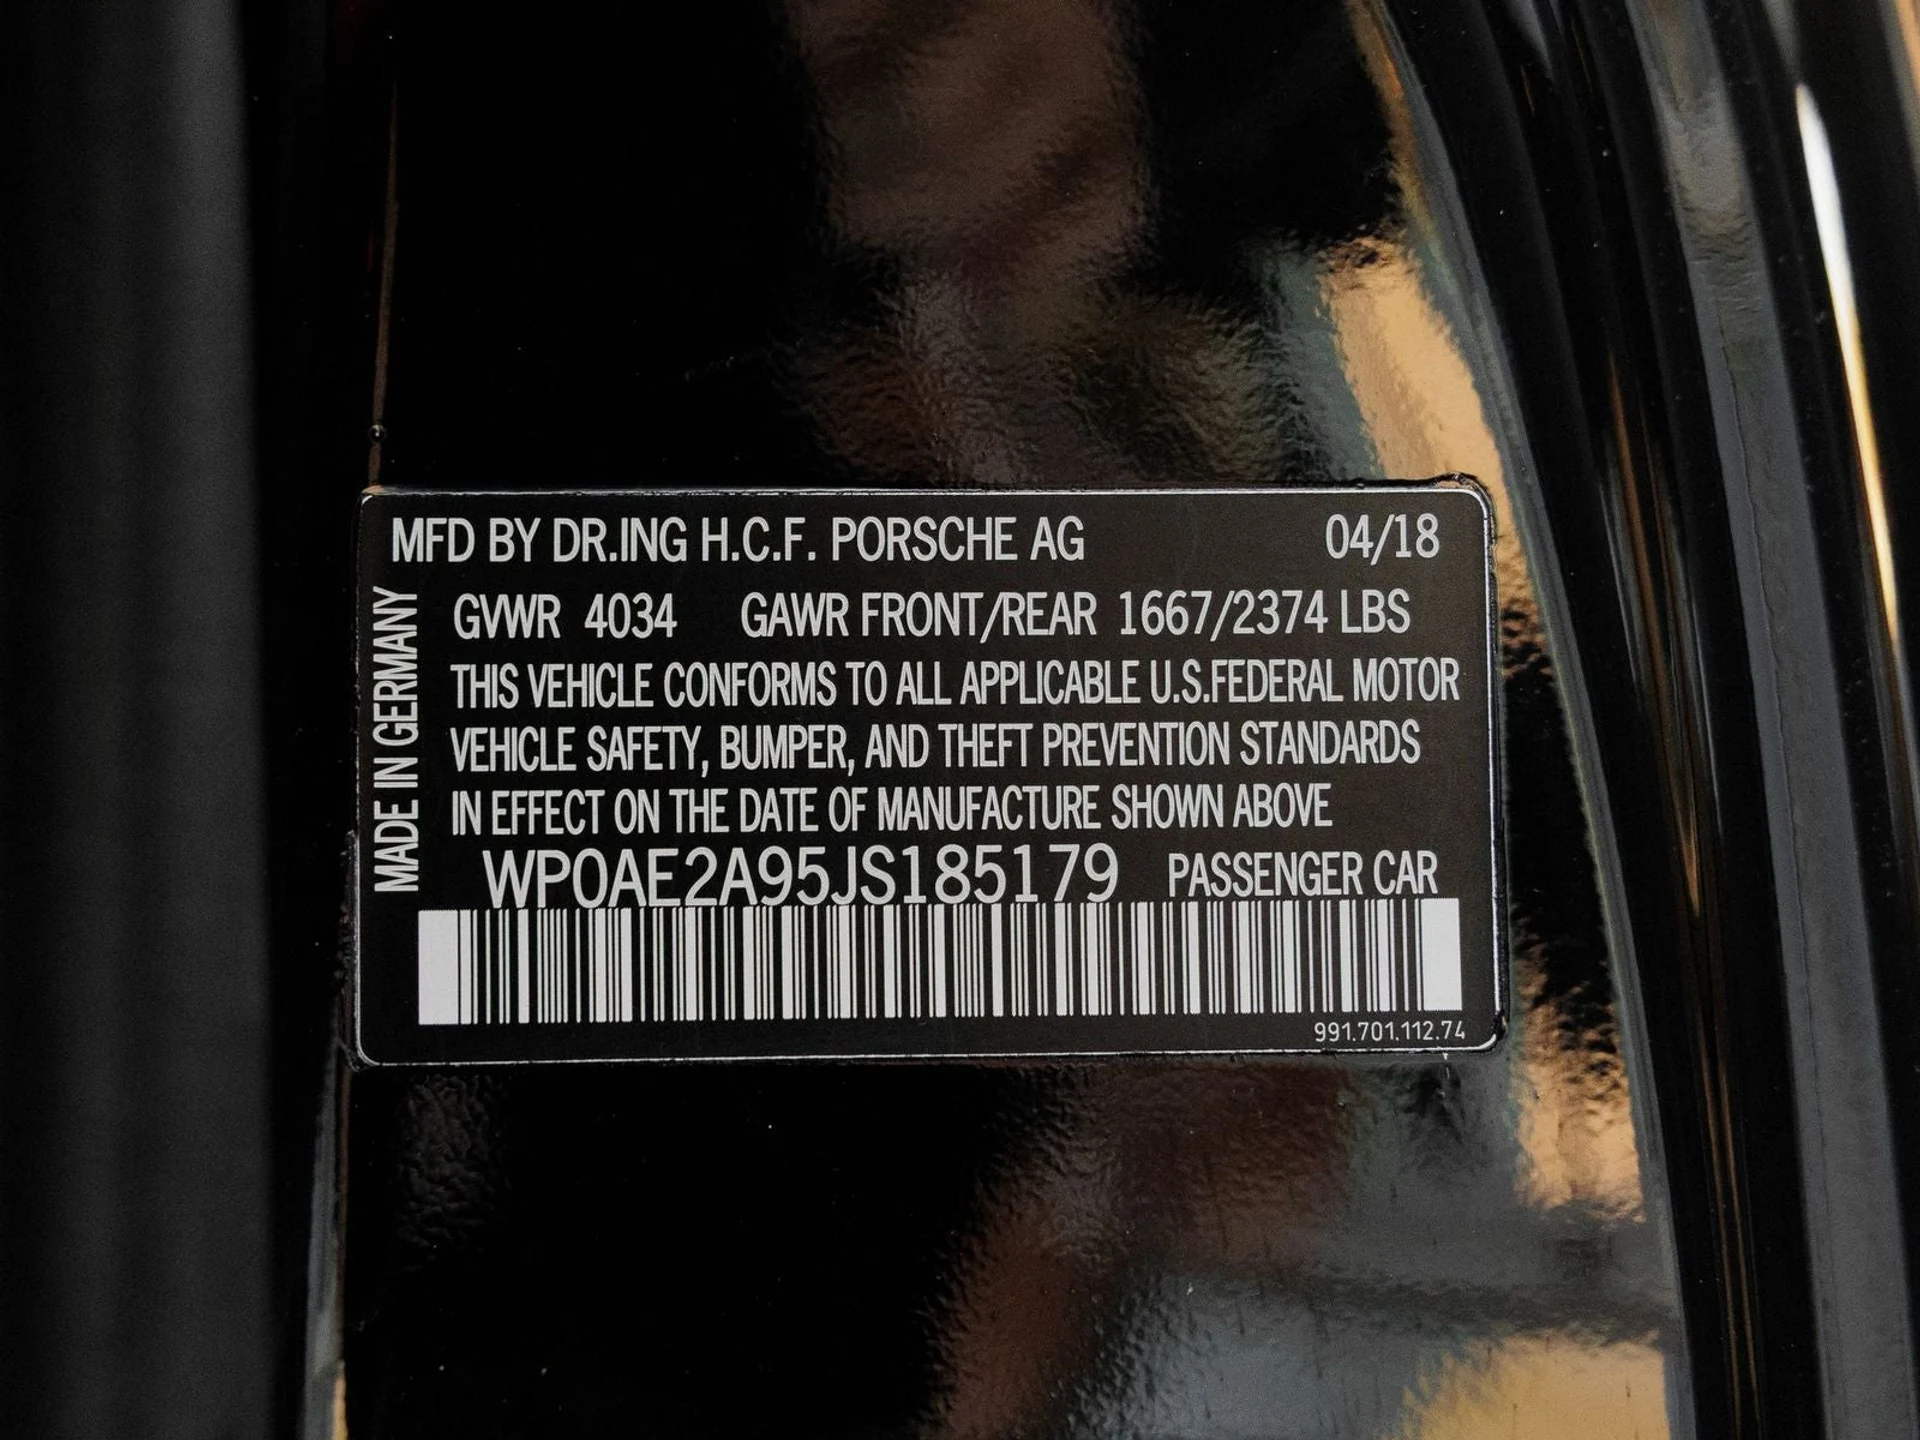 MFD BY DR.ING H.C.F. PORSCHE AG 04/18
GVWR 4034 GAWR FRONT/REAR 1667/2374 LBS
THIS VEHICLE CONFORMS TO ALL APPLICABLE U.S.FEDERAL MOTOR
VEHICLE SAFETY, BUMPER, AND THEFT PREVENTION STANDARDS
IN EFFECT ON THE DATE OF MANUFACTURE SHOWN ABOVE
WP0AE2A95JS185179 PASSENGER CAR
991.701.112.74
MADE IN GERMANY